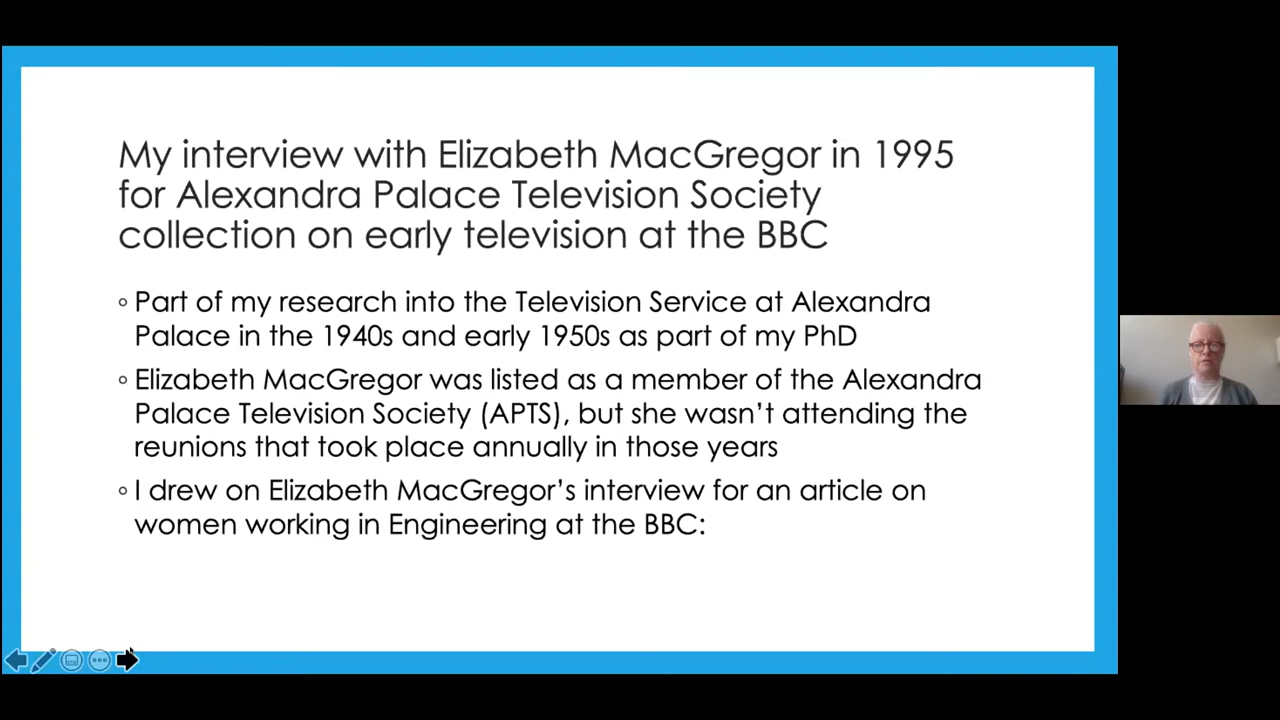 My interview with Elizabeth MacGregor in 1995
for Alexandra Palace Television Society
collection on early television at the BBC
◦ Part of my research into the Television Service at Alexandra
Palace in the 1940s and early 1950s as part of my PhD
◦ Elizabeth MacGregor was listed as a member of the Alexandra
Palace Television Society (APTS), but she wasn't attending the
reunions that took place annually in those years
◦ I drew on Elizabeth MacGregor's interview for an article on
women working in Engineering at the BBC: